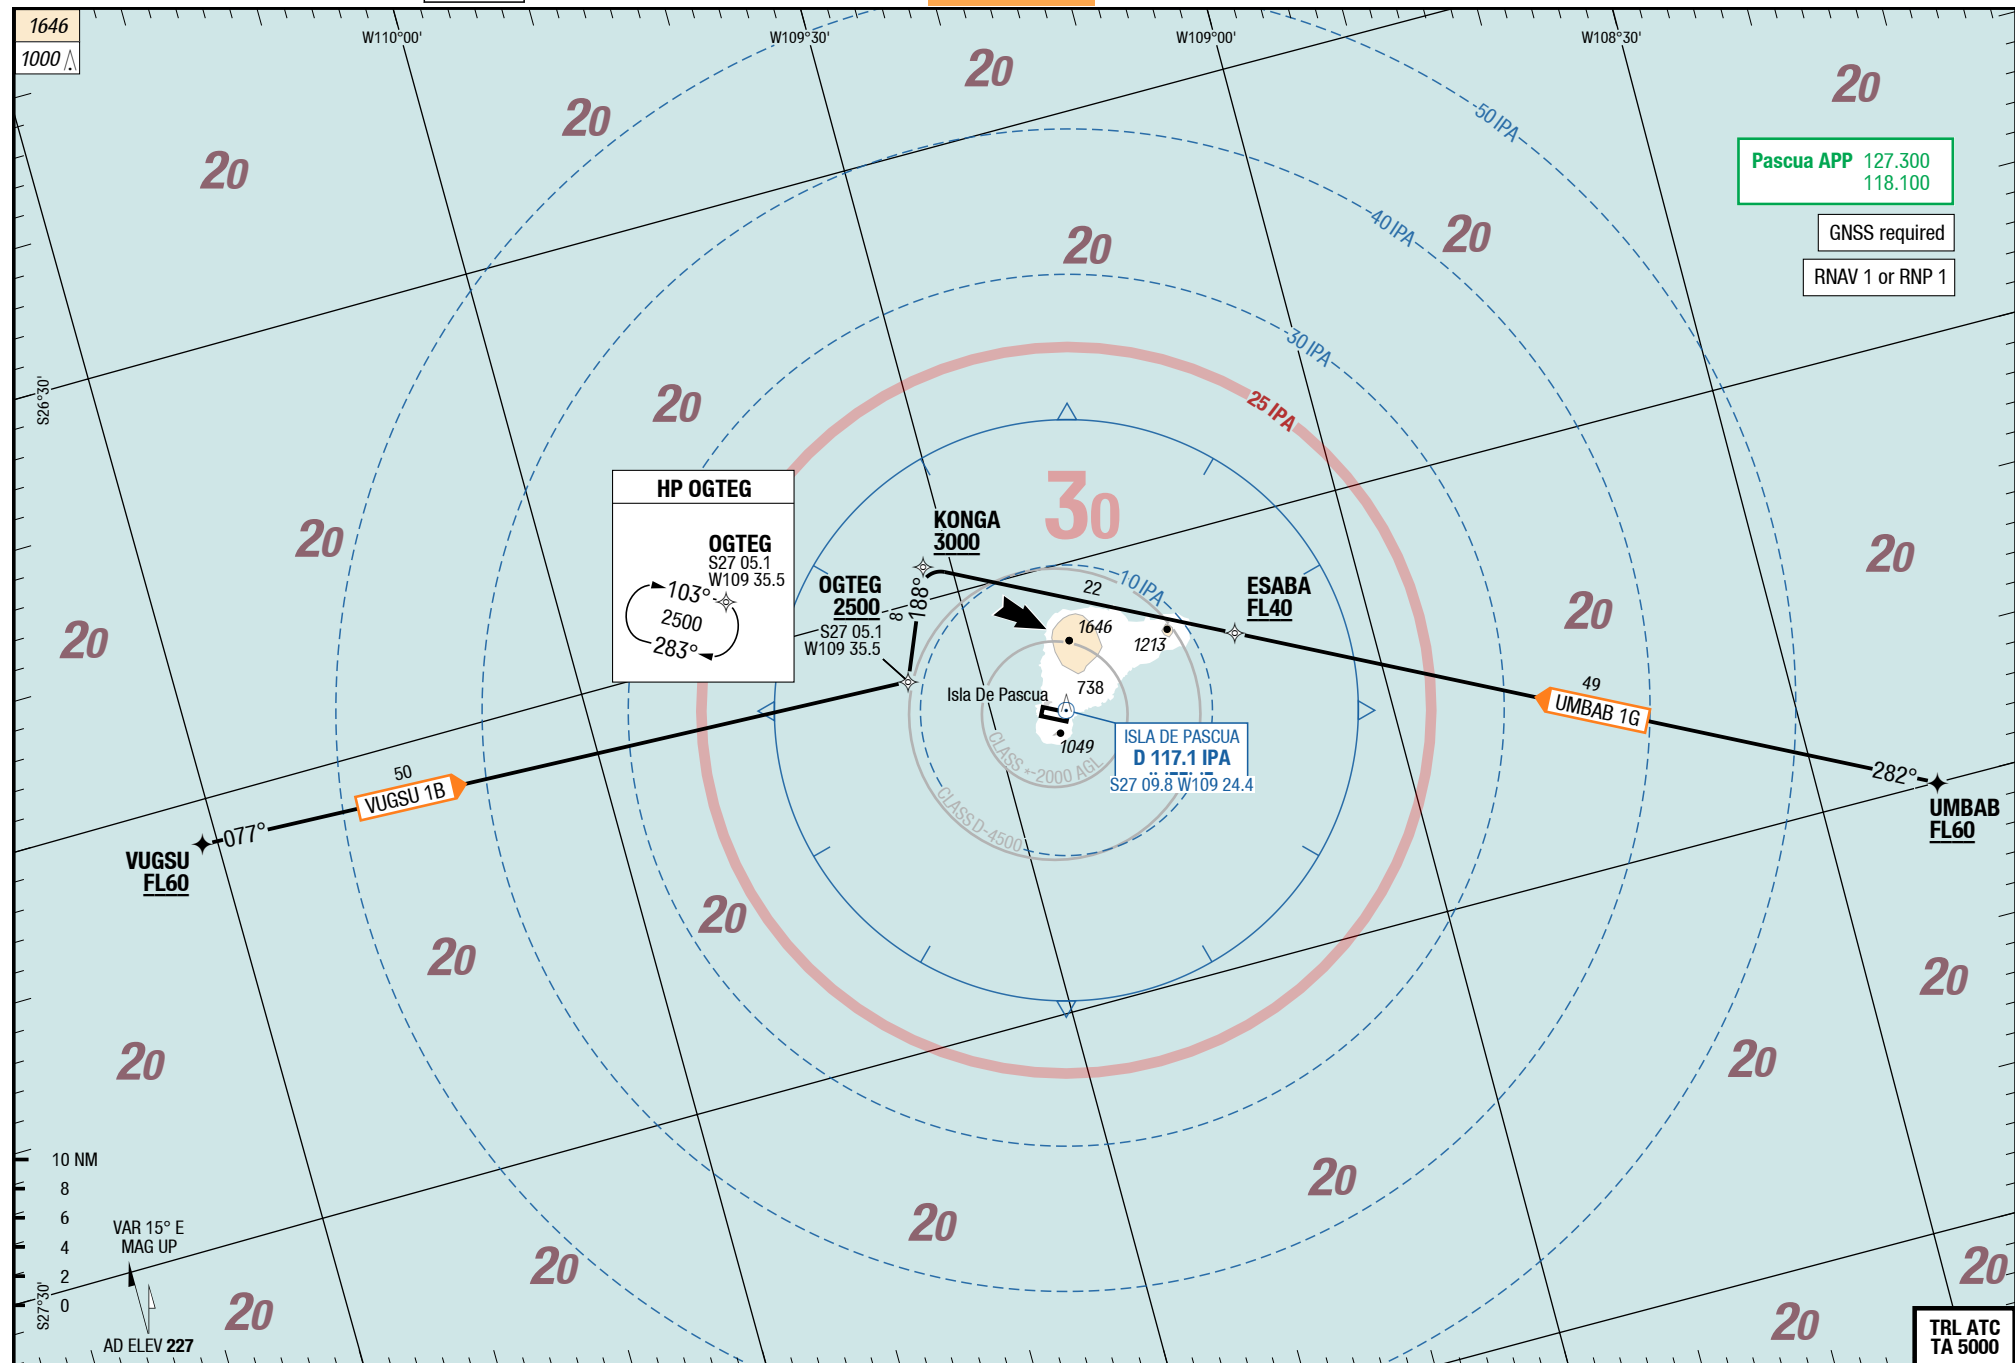 1646
1000
W110°00'
W109°30'
W109°00'
W108°30'
20
20
20
20
50 IPA
Pascua APP 127.300
118.100
GNSS required
RNAV 1 or RNP 1
40 IPA
20
20
30 IPA
S26°30'
20
25 IPA
30
HP OGTEG
OGTEG
S27 05.1
W109 35.5
103°
2500
283°
KONGA
3000
OGTEG
2500
S27 05.1
W109 35.5
8
188°
22
10 IPA
ESABA
FL40
20
20
20
20
1646
1213
738
Isla De Pascua
1049
ISLA DE PASCUA
D 117.1 IPA
S27 09.8 W109 24.4
CLASS *-2000 AGL
CLASS D-4500
49
UMBAB 1G
282°
UMBAB
FL60
50
VUGSU 1B
077°
VUGSU
FL60
20
20
20
20
20
20
20
20
20
20
20
10 NM
8
6
4
2
0
VAR 15° E
MAG UP
S27°30'
AD ELEV 227
TRL ATC
TA 5000